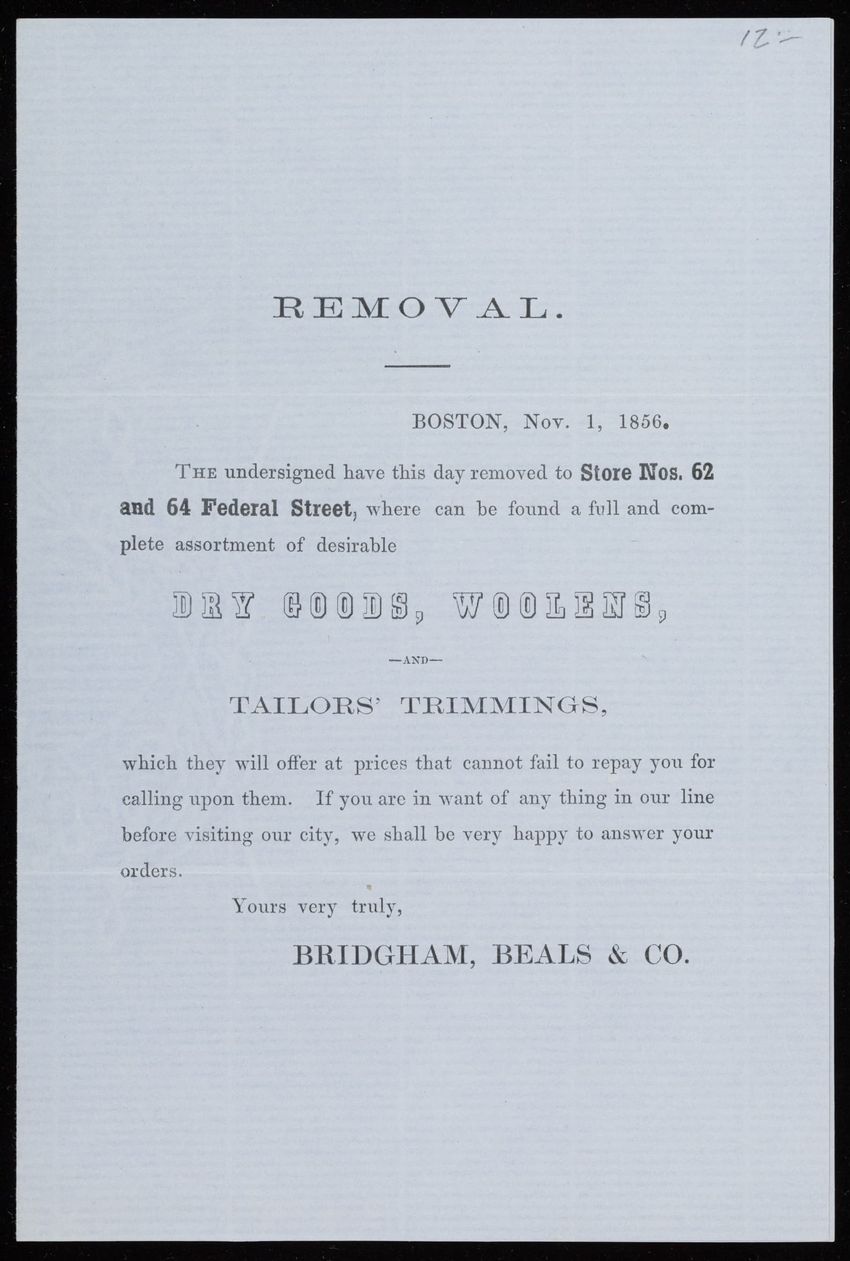 12.—
REMOVAL.
BOSTON, Nov. 1, 1856.
THE undersigned have this day removed to Store Nos. 62
and 64 Federal Street, where can be found a full and com-
plete assortment of desirable
DRY GOODS, WOOLENS,
—AND—
TAILORS' TRIMMINGS,
which they will offer at prices that cannot fail to repay you for
calling upon them. If you are in want of any thing in our line
before visiting our city, we shall be very happy to answer your
orders.
Yours very truly,
BRIDGHAM, BEALS & CO.